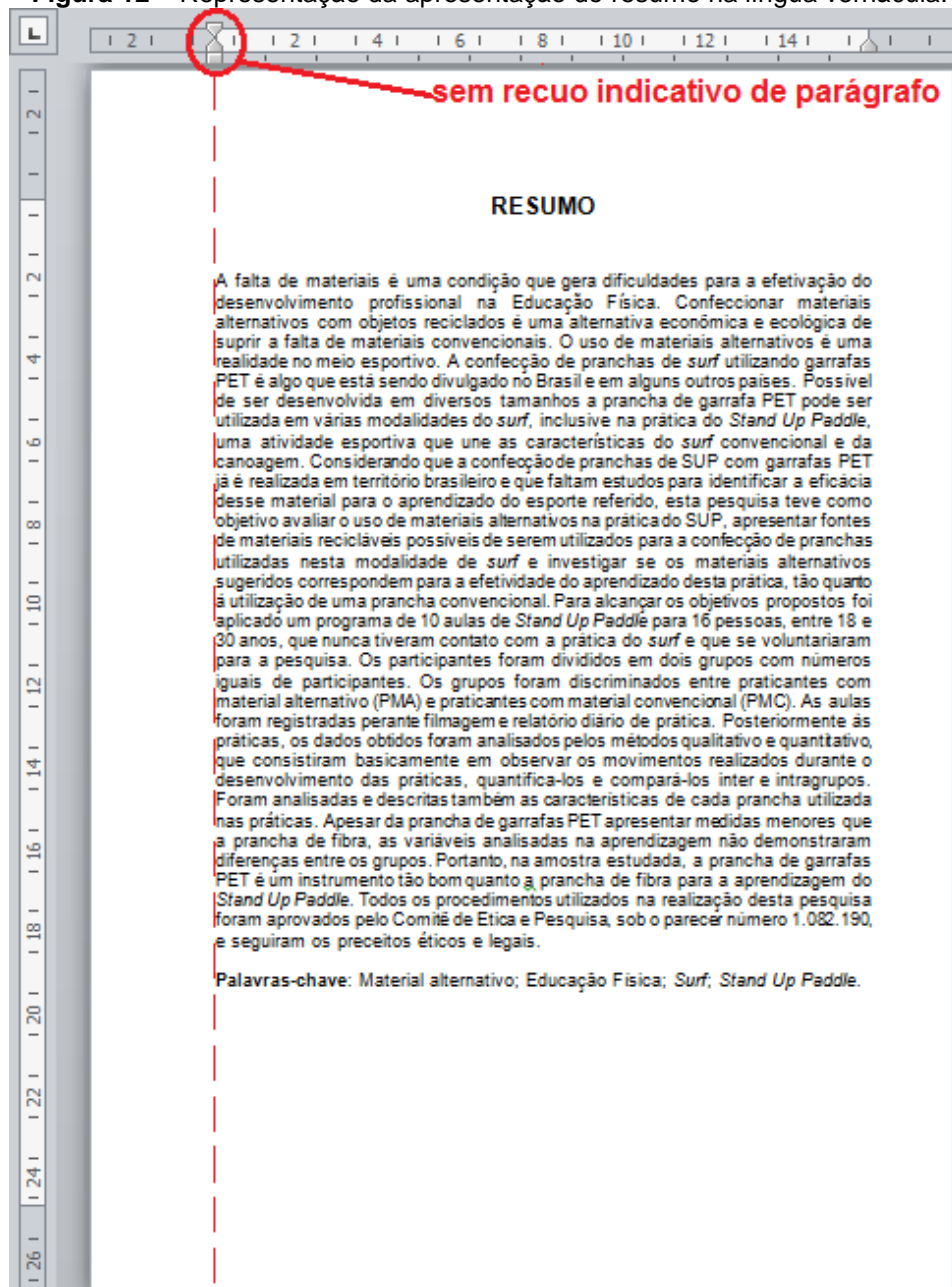 Figura 12 – Representação da apresentação do resumo na língua vernácula.
L
2 1 2 4 6 8 10 12 14
sem recuo indicativo de parágrafo
2
RESUMO
2
4
6
8
10
12
14
16
18
20
22
24
26
A falta de materiais é uma condição que gera dificuldades para a efetivação do
desenvolvimento profissional na Educação Física. Confeccionar materiais
alternativos com objetos reciclados é uma alternativa econômica e ecológica de
suprir a falta de materiais convencionais. O uso de materiais alternativos é uma
realidade no meio esportivo. A confecção de pranchas de surf utilizando garrafas
PET é algo que está sendo divulgado no Brasil e em alguns outros países. Possível
de ser desenvolvida em diversos tamanhos a prancha de garrafa PET pode ser
utilizada em várias modalidades do surf, inclusive na prática do Stand Up Paddle,
uma atividade esportiva que une as características do surf convencional e da
canoagem. Considerando que a confecção de pranchas de SUP com garrafas PET
já é realizada em território brasileiro e que faltam estudos para identificar a eficácia
desse material para o aprendizado do esporte referido, esta pesquisa teve como
objetivo avaliar o uso de materiais alternativos na prática do SUP, apresentar fontes
de materiais recicláveis possíveis de serem utilizados para a confecção de pranchas
utilizadas nesta modalidade de surf e investigar se os materiais alternativos
sugeridos correspondem para a efetividade do aprendizado desta prática, tão quanto
à utilização de uma prancha convencional. Para alcançar os objetivos propostos foi
aplicado um programa de 10 aulas de Stand Up Paddle para 16 pessoas, entre 18 e
30 anos, que nunca tiveram contato com a prática do surf e que se voluntariaram
para a pesquisa. Os participantes foram divididos em dois grupos com números
iguais de participantes. Os grupos foram discriminados entre praticantes com
material alternativo (PMA) e praticantes com material convencional (PMC). As aulas
foram registradas perante filmagem e relatório diário de prática. Posteriormente ás
práticas, os dados obtidos foram analisados pelos métodos qualitativo e quantitativo,
que consistiram basicamente em observar os movimentos realizados durante o
desenvolvimento das práticas, quantifica-los e compará-los inter e intragrupos.
Foram analisadas e descritas também as características de cada prancha utilizada
nas práticas. Apesar da prancha de garrafas PET apresentar medidas menores que
a prancha de fibra, as variáveis analisadas na aprendizagem não demonstraram
diferenças entre os grupos. Portanto, na amostra estudada, a prancha de garrafas
PET é um instrumento tão bom quanto a prancha de fibra para a aprendizagem do
Stand Up Paddle. Todos os procedimentos utilizados na realização desta pesquisa
foram aprovados pelo Comitê de Etica e Pesquisa, sob o parecer número 1.082.190,
e seguiram os preceitos éticos e legais.
Palavras-chave: Material alternativo; Educação Física; Surf; Stand Up Paddle.